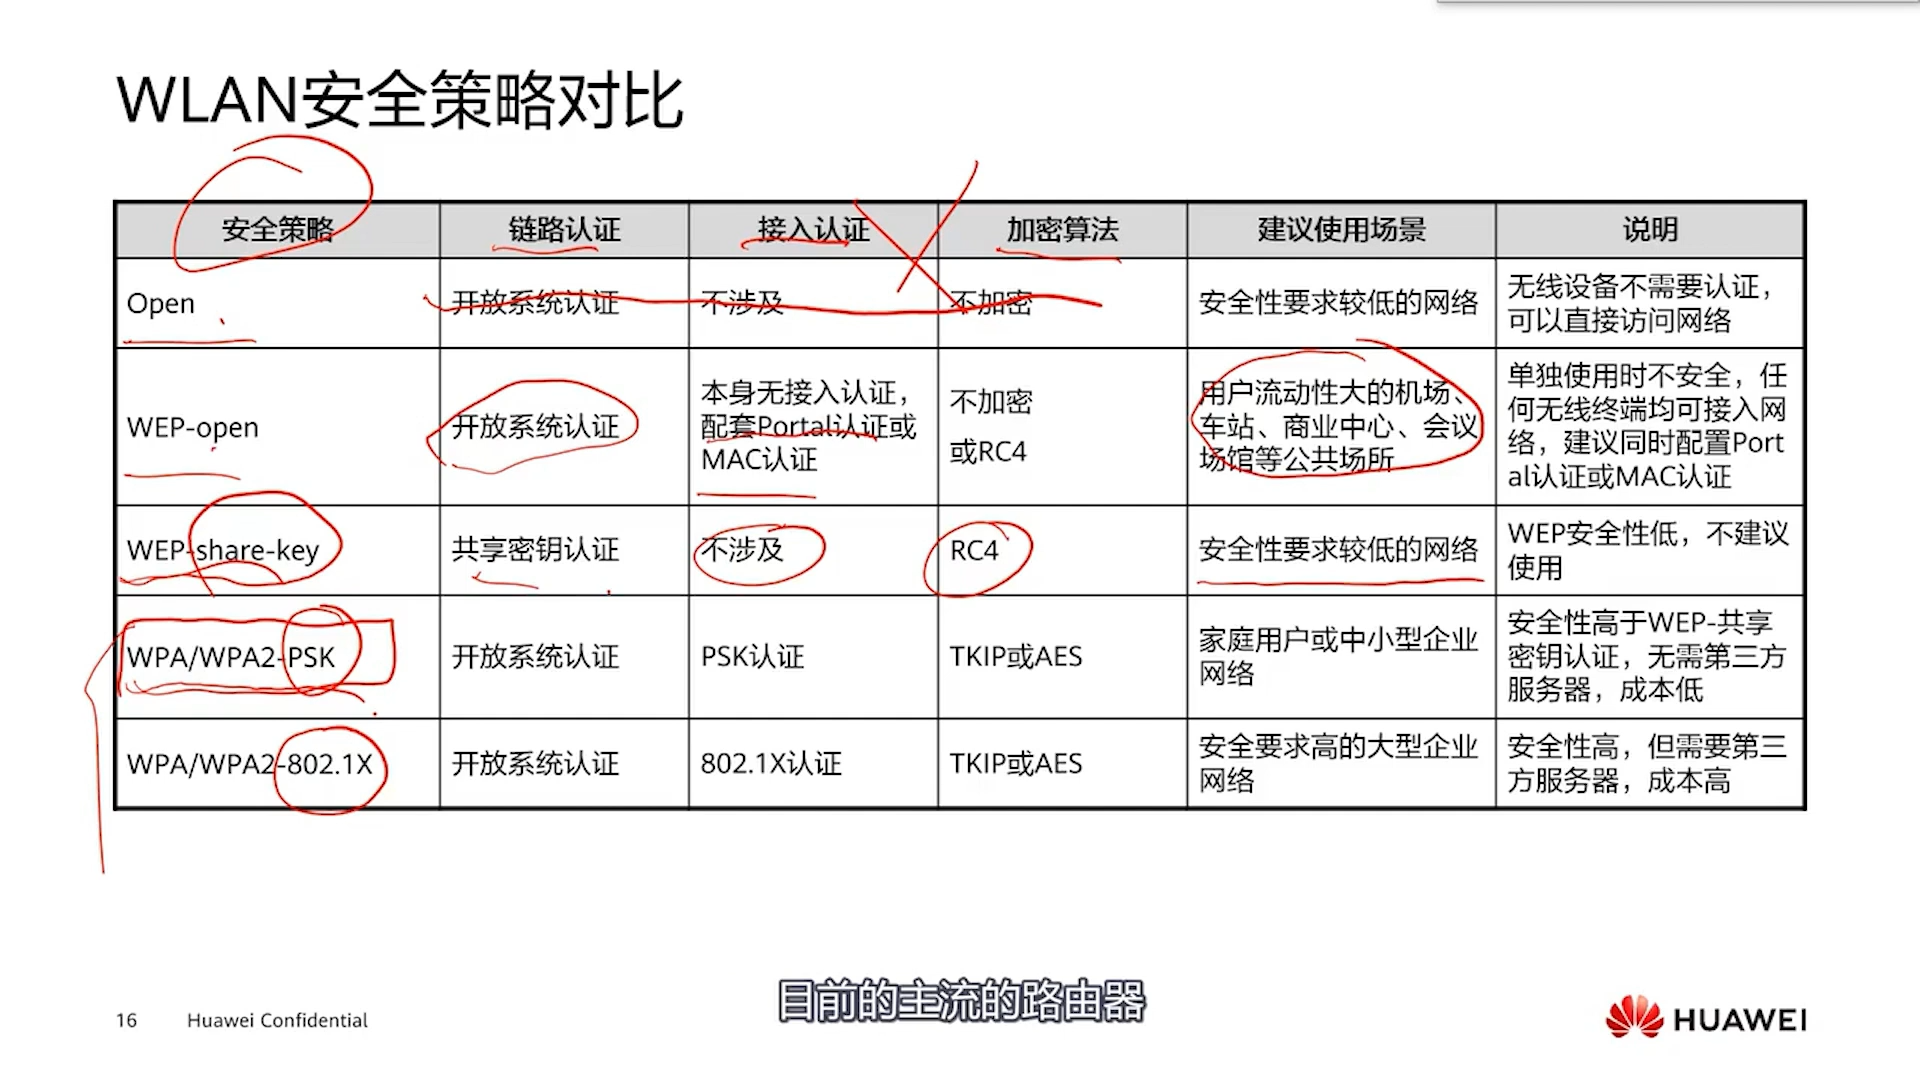 WLAN安全策略对比
安全策略 链路认证 接入认证 加密算法 建议使用场景 说明
Open 开放系统认证 不涉及 不加密 安全性要求较低的网络
无线设备不需要认证，
可以直接访问网络
WEP-open 开放系统认证
本身无接入认证，
配套Portal认证或
MAC认证
不加密
或RC4
用户流动性大的机场、
车站、商业中心、会议
场馆等公共场所
单独使用时不安全，任
何无线终端均可接入网
络，建议同时配置Port
al认证或MAC认证
WEP-share-key 共享密钥认证 不涉及 RC4 安全性要求较低的网络
WEP安全性低，不建议
使用
WPA/WPA2-PSK 开放系统认证 PSK认证 TKIP或AES
家庭用户或中小型企业
网络
安全性高于WEP-共享
密钥认证，无需第三方
服务器，成本低
WPA/WPA2-802.1X 开放系统认证 802.1X认证 TKIP或AES
安全要求高的大型企业
网络
安全性高，但需要第三
方服务器，成本高
目前的主流的路由器
16 Huawei Confidential
HUAWEI